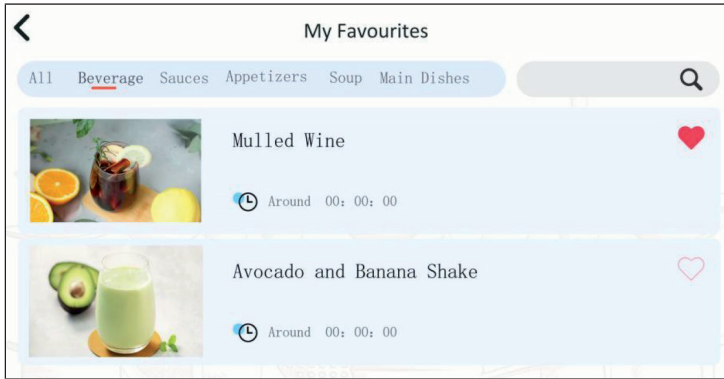 My Favourites
All Beverage Sauces Appetizers Soup Main Dishes
Mulled Wine
Around 00: 00: 00
Avocado and Banana Shake
Around 00: 00: 00